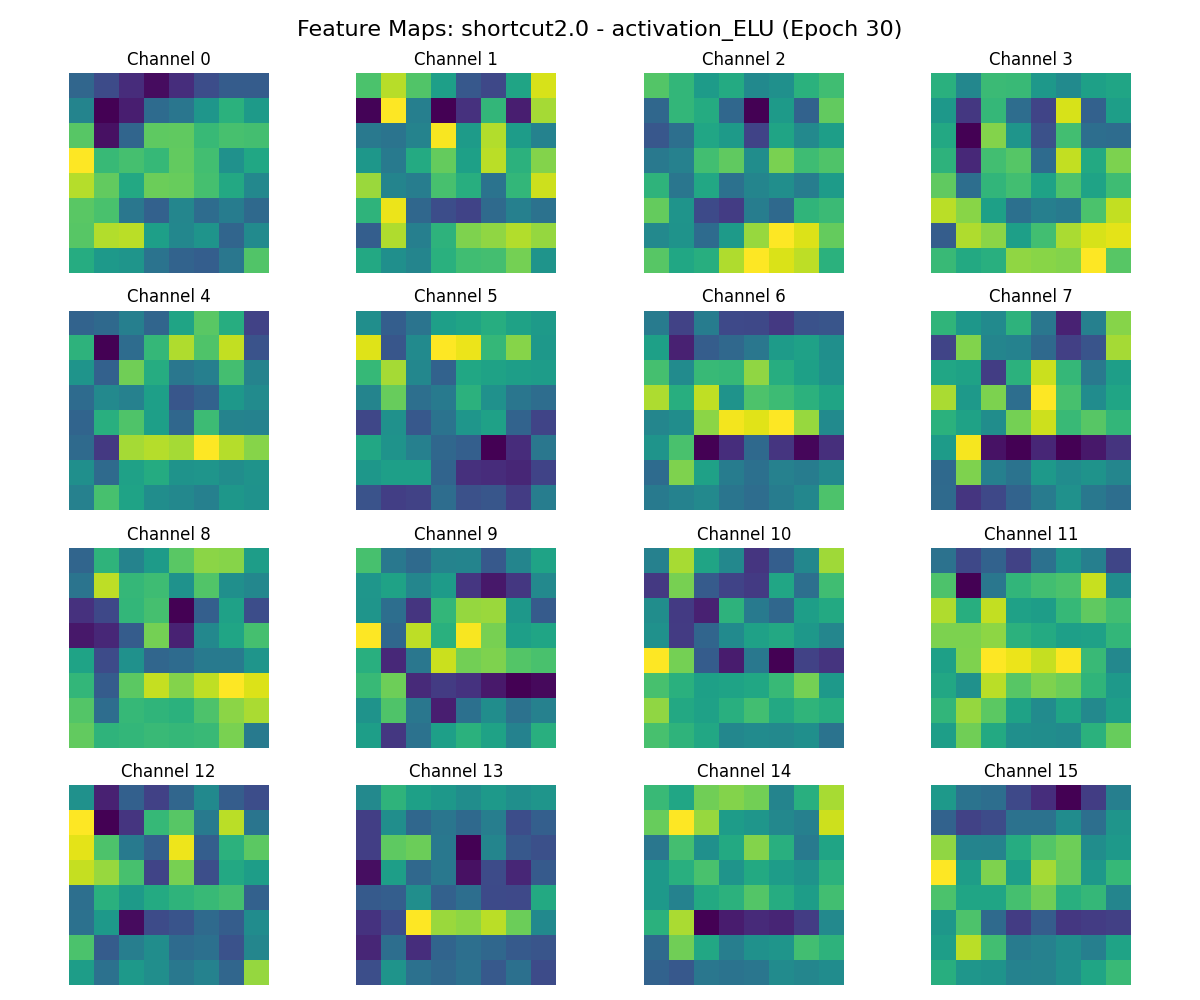 Feature Maps: shortcut2.0 - activation_ELU (Epoch 30)
Channel 0
Channel 1
Channel 2
Channel 3
Channel 4
Channel 5
Channel 6
Channel 7
Channel 8
Channel 9
Channel 10
Channel 11
Channel 12
Channel 13
Channel 14
Channel 15